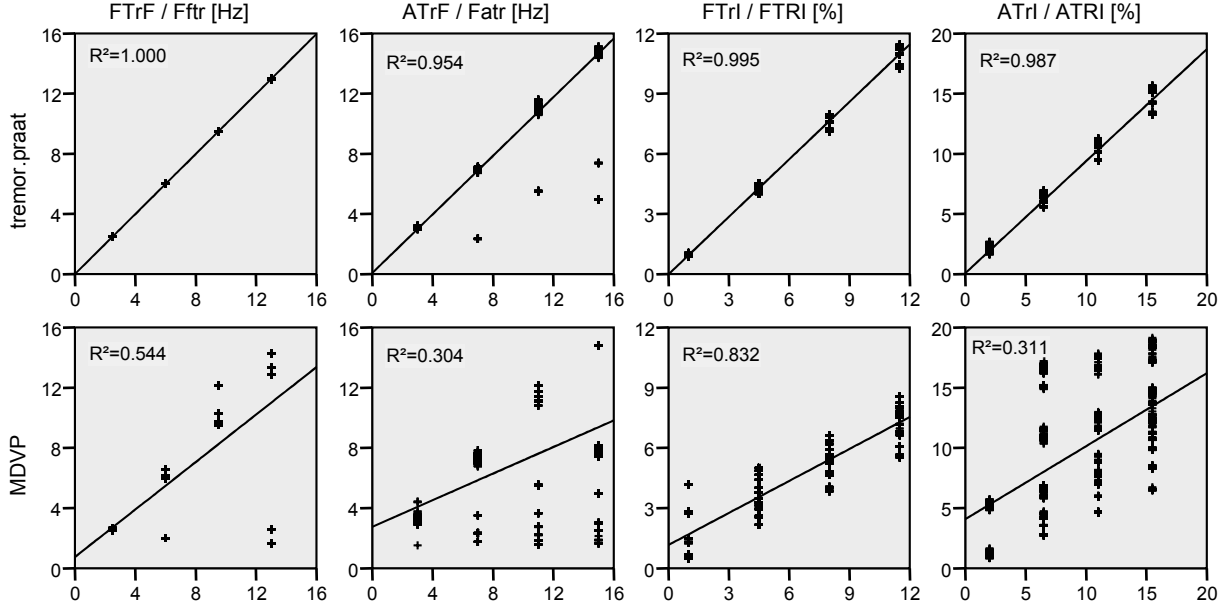 FTrF / Fftr [Hz] ATrF / Fatr [Hz] FTrI / FTRI [%] ATrI / ATRI [%]
tremor.praat
16 12 8 4 0
R²=1.000
0 4 8 12 16
16 12 8 4 0
R²=0.954
0 4 8 12 16
12 9 6 3 0
R²=0.995
0 3 6 9 12
20 15 10 5 0
R²=0.987
0 5 10 15 20
MDVP
16 12 8 4 0
R²=0.544
0 4 8 12 16
16 12 8 4 0
R²=0.304
0 4 8 12 16
12 9 6 3 0
R²=0.832
0 3 6 9 12
20 15 10 5 0
R²=0.311
0 5 10 15 20